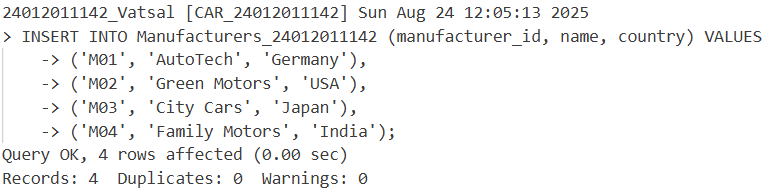 24012011142_Vatsal [CAR_24012011142] Sun Aug 24 12:05:13 2025
> INSERT INTO Manufacturers_24012011142 (manufacturer_id, name, country) VALUES
    -> ('M01', 'AutoTech', 'Germany'),
    -> ('M02', 'Green Motors', 'USA'),
    -> ('M03', 'City Cars', 'Japan'),
    -> ('M04', 'Family Motors', 'India');
Query OK, 4 rows affected (0.00 sec)
Records: 4  Duplicates: 0  Warnings: 0